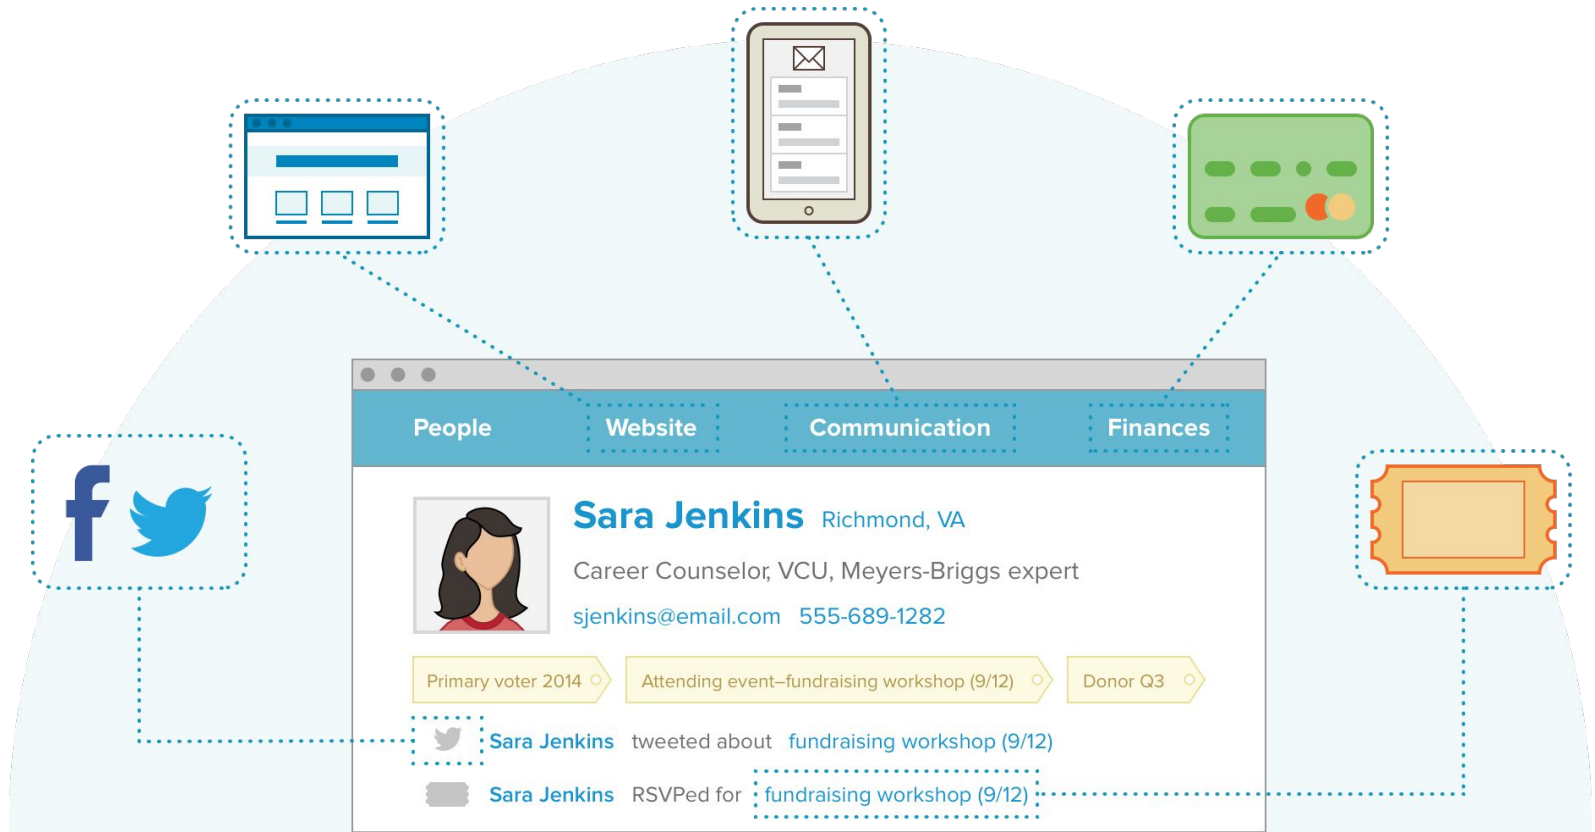 People Website Communication Finances
Sara Jenkins Richmond, VA
Career Counselor, VCU, Meyers-Briggs expert
sjenkins@email.com 555-689-1282
Primary voter 2014 Attending event–fundraising workshop (9/12) Donor Q3
Sara Jenkins tweeted about fundraising workshop (9/12)
Sara Jenkins RSVPed for fundraising workshop (9/12)